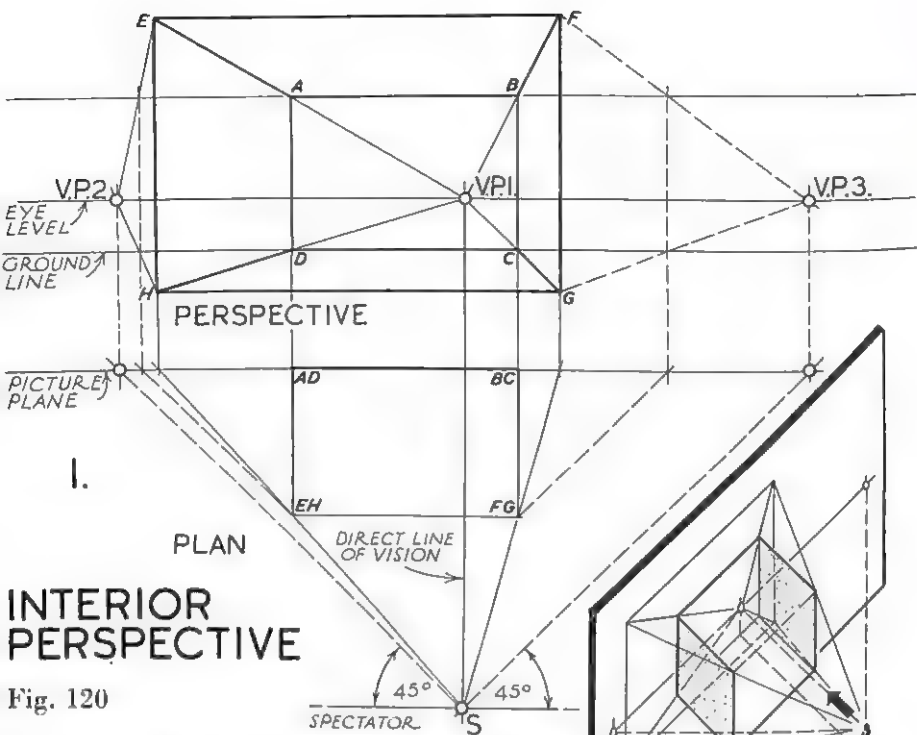 E
F
A
B
V.P.2
V.P.1.
V.P.3.
EYE
LEVEL
GROUND
LINE
D
C
H
G
PERSPECTIVE
PICTURE
PLANE
AD
BC
I.
EH
FG
PLAN
DIRECT LINE
OF VISION
INTERIOR
PERSPECTIVE
Fig. 120
45°
45°
SPECTATOR
S